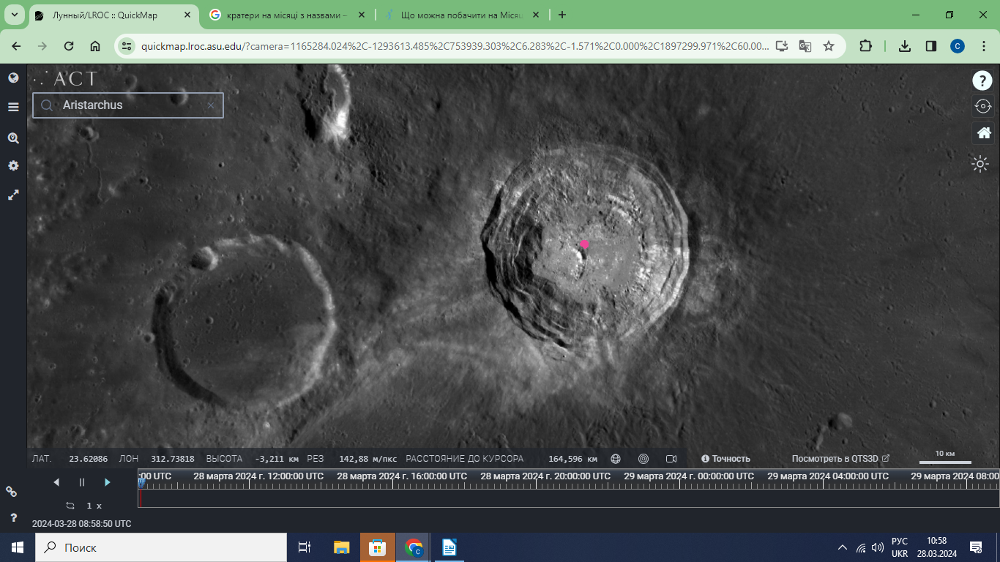 Лунный/LROC :: QuickMap
кратери на місяці з назвами –
Що можна побачити на Місяц
quickmap.lroc.asu.edu/?camera=1165284.024%2C-1293613.485%2C753939.303%2C6.283%2C-1.571%2C0.000%2C1897299.971%2C60.00...
C
ACT
Aristarchus
?
ЛАТ. 23.62086 ЛОН 312.73818 ВЫСОТА -3,211 км РЕЗ 142,88 м/пкс РАССТОЯНИЕ ДО КУРСОРА 164,596 км Точность Посмотреть в QTS3D 10 км
:00 UTC 28 марта 2024 г. 12:00:00 UTC 28 марта 2024 г. 16:00:00 UTC 28 марта 2024 г. 20:00:00 UTC 29 марта 2024 г. 00:00:00 UTC 29 марта 2024 г. 04:00:00 UTC 29 марта 2024 г. 08:00
1 x
?
2024-03-28 08:58:50 UTC
Поиск
C
РУС 10:58
UKR 28.03.2024